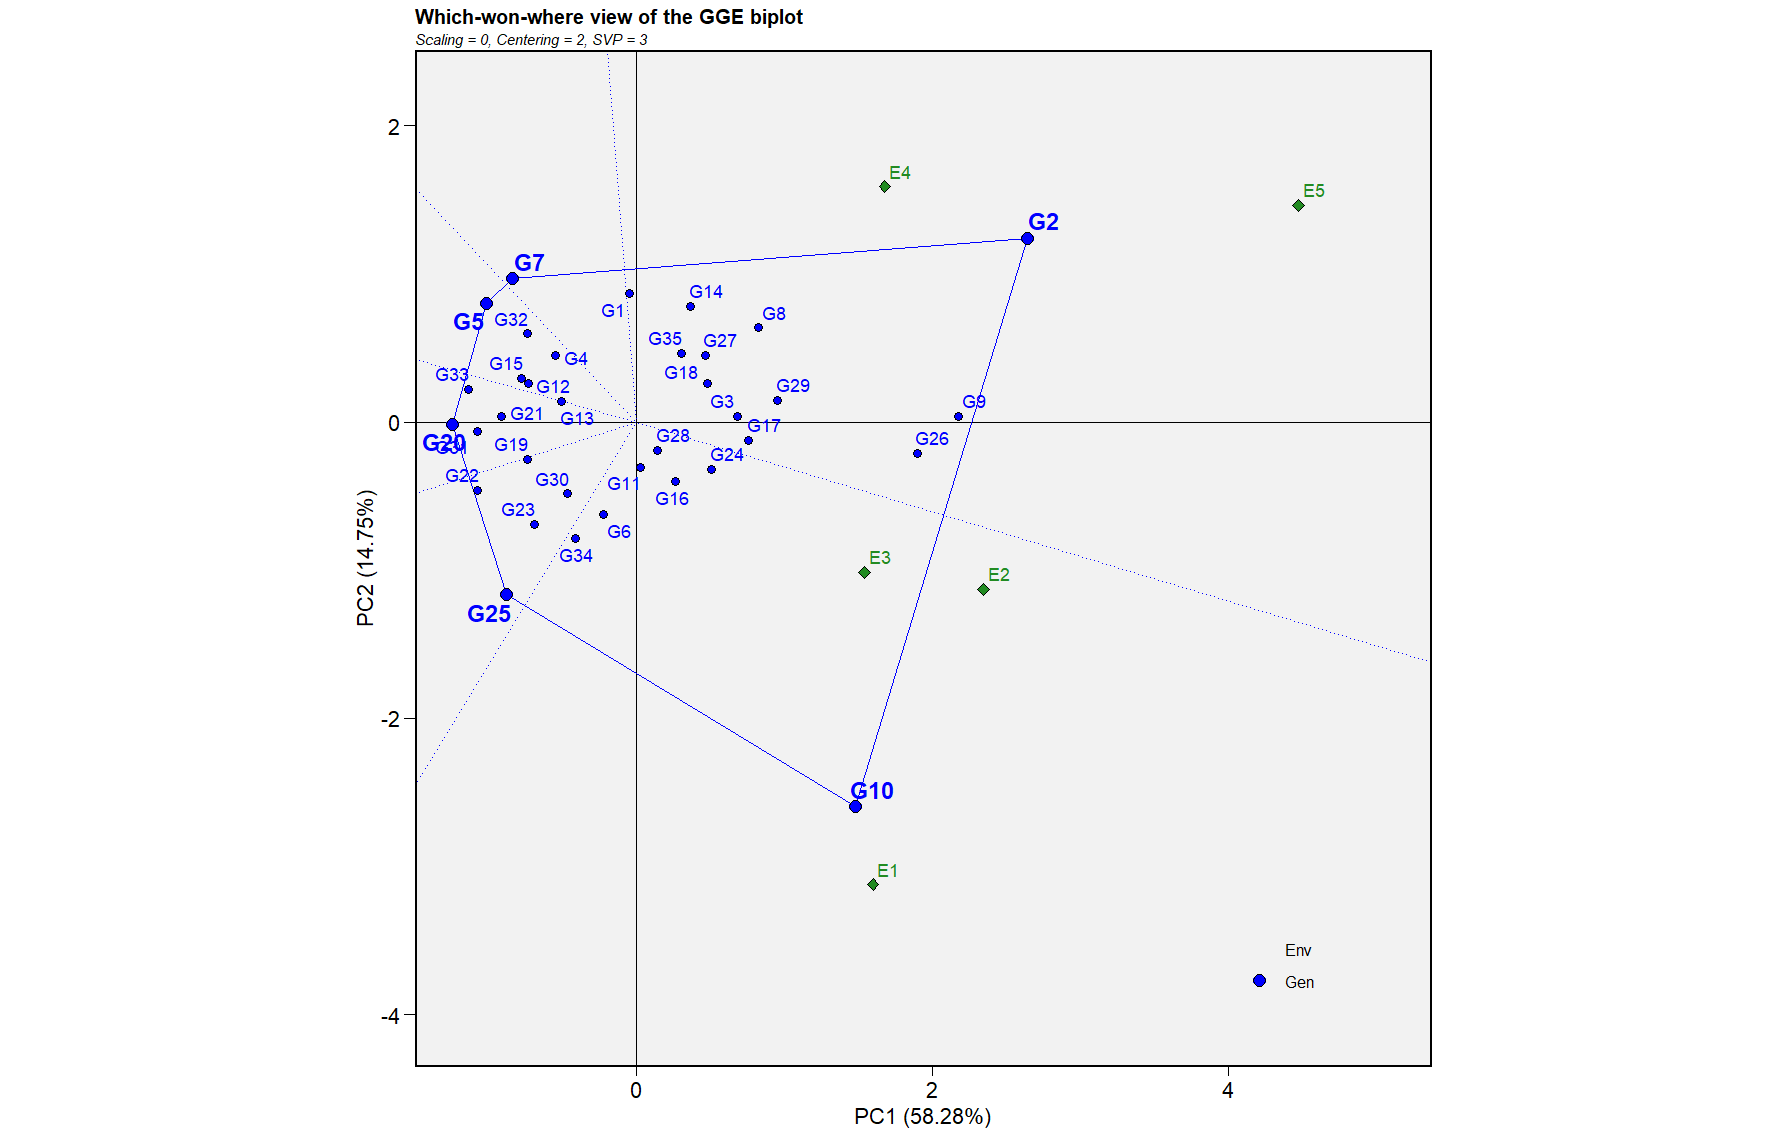 Which-won-where view of the GGE biplot
Scaling = 0, Centering = 2, SVP = 3
2
0
-2
-4
PC2 (14.75%)
E4
E5
G2
G7
G14
G1
G8
G5
G32
G35
G27
G4
G15
G18
G33
G12
G29
G3
G9
G21
G13
G17
G20
G31
G19
G28
G26
G24
G22
G30
G11
G16
G23
G6
G34
E3
E2
G25
G10
E1
Env
Gen
0
2
4
PC1 (58.28%)